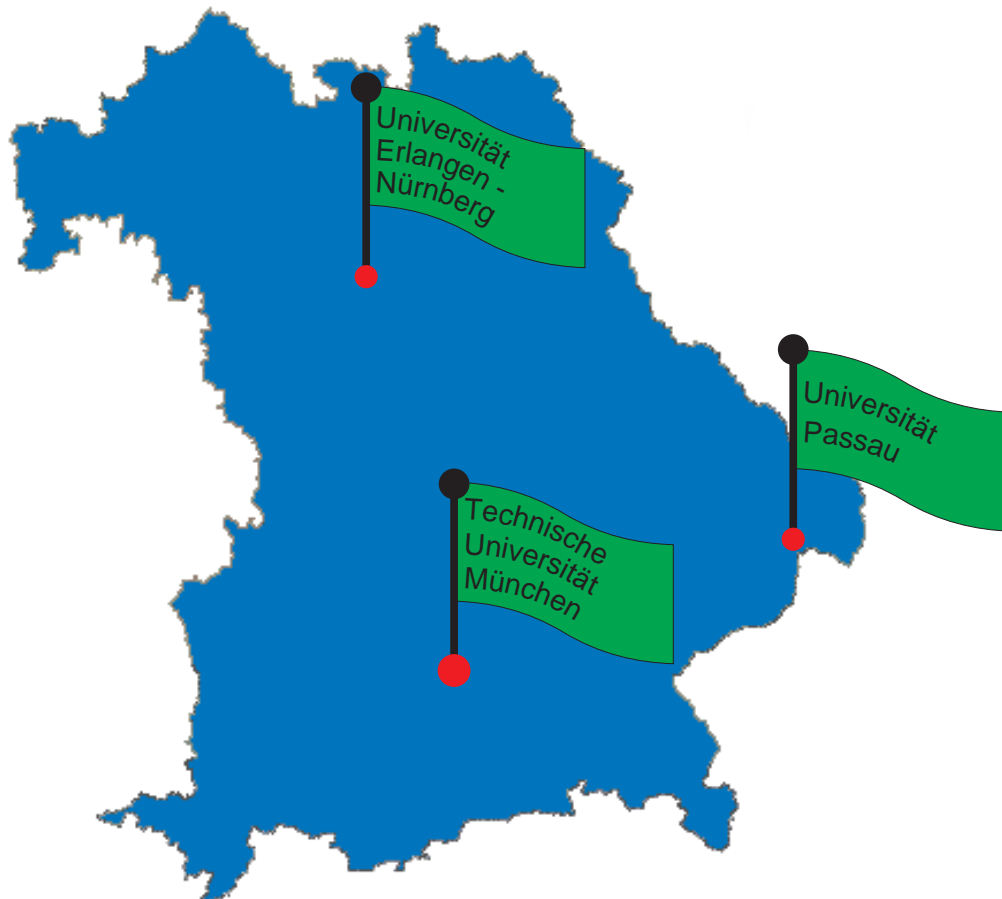 Universität
Erlangen -
Nürnberg
Universität
Passau
Technische
Universität
München